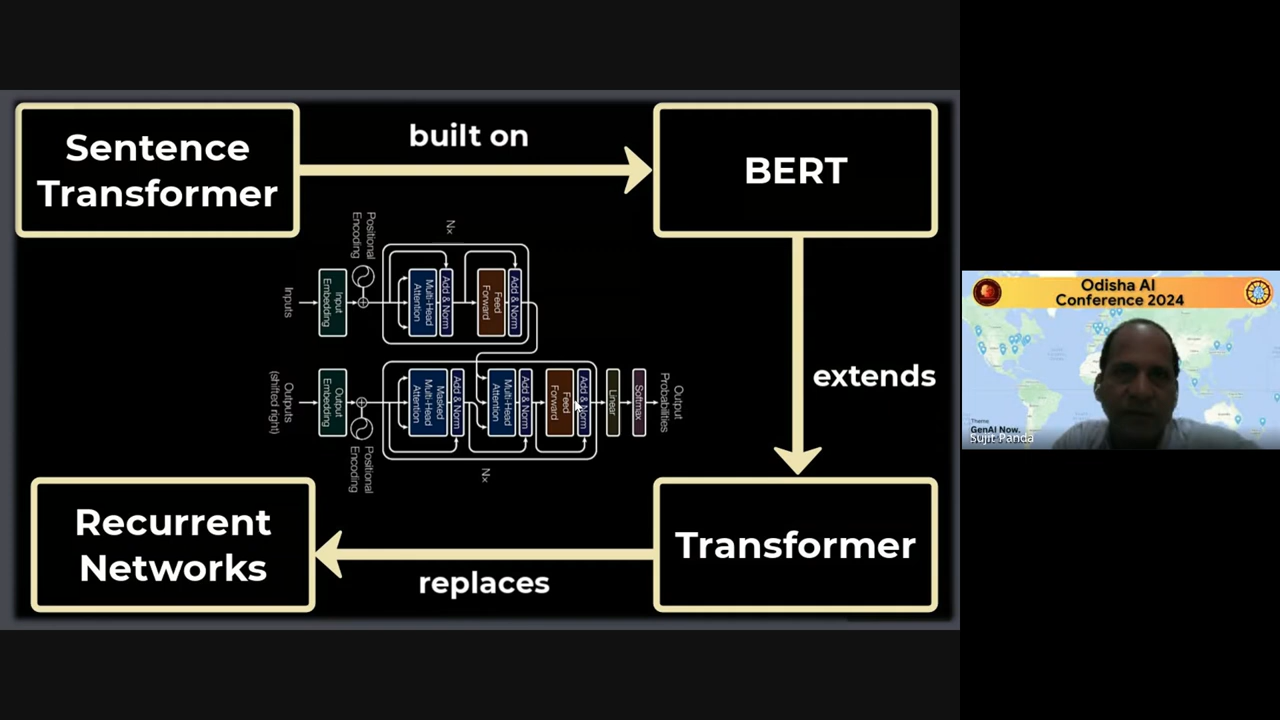 Sentence
Transformer
built on
BERT
extends
Transformer
replaces
Recurrent
Networks
Positional
Encoding
Nx
Inputs
Input
Embedding
Multi-Head
Attention
Add & Norm
Feed
Forward
Add & Norm
Outputs
(shifted right)
Output
Embedding
Positional
Encoding
Masked
Multi-Head
Attention
Add & Norm
Multi-Head
Attention
Add & Norm
Feed
Forward
Add & Norm
Nx
Linear
Softmax
Output
Probabilities
Odisha AI
Conference 2024
Theme
GenAI Now.
Sujit Panda